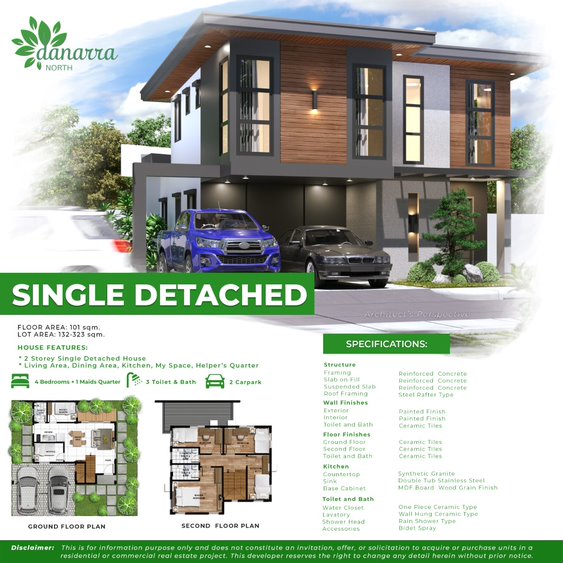 danarra
NORTH
Architect's Perspective
SINGLE DETACHED
FLOOR AREA: 101 sqm.
LOT AREA: 132-323 sqm.
HOUSE FEATURES:
* 2 Storey Single Detached House
* Living Area, Dining Area, Kitchen, My Space, Helper's Quarter
4 Bedrooms + 1 Maids Quarter
3 Toilet & Bath
2 Carpark
GROUND FLOOR PLAN
SECOND FLOOR PLAN
SPECIFICATIONS:
Structure
Framing Reinforced Concrete
Slab on Fill Reinforced Concrete
Suspended Slab Reinforced Concrete
Roof Framing Steel Rafter Type
Wall Finishes
Exterior Painted Finish
Interior Painted Finish
Toilet and Bath Ceramic Tiles
Floor Finishes
Ground Floor Ceramic Tiles
Second Floor Ceramic Tiles
Toilet and Bath Ceramic Tiles
Kitchen
Countertop Synthetic Granite
Sink Double Tub Stainless Steel
Base Cabinet MDF Board Wood Grain Finish
Toilet and Bath
Water Closet One Piece Ceramic Type
Lavatory Wall Hung Ceramic Type
Shower Head Rain Shower Type
Accessories Bidet Spray
Disclaimer: This is for information purpose only and does not constitute an invitation, offer, or solicitation to acquire or purchase units in a
residential or commercial real estate project. This developer reserves the right to change any detail herein without prior notice.